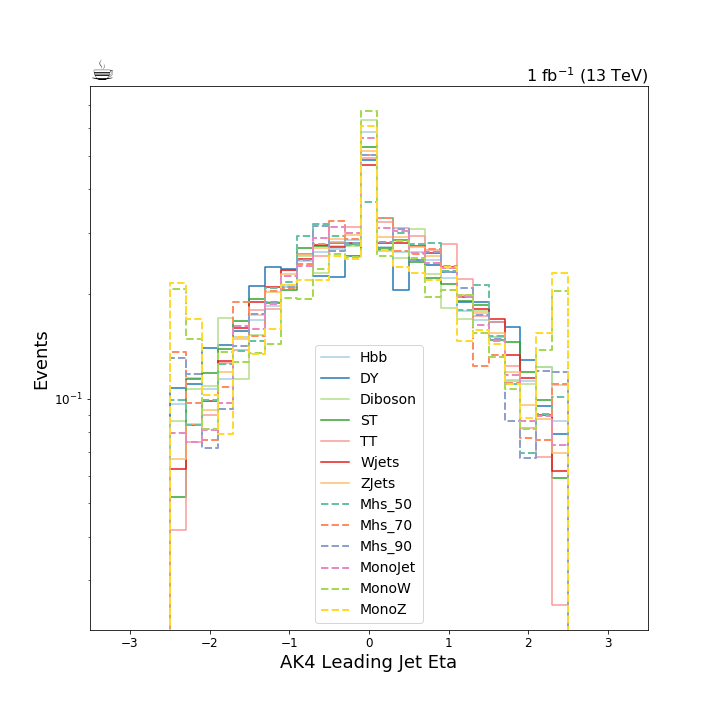 ☕ 1 fb⁻¹ (13 TeV)
Events
10⁻¹
Hbb
DY
Diboson
ST
TT
Wjets
ZJets
Mhs_50
Mhs_70
Mhs_90
MonoJet
MonoW
MonoZ
−3 −2 −1 0 1 2 3
AK4 Leading Jet Eta